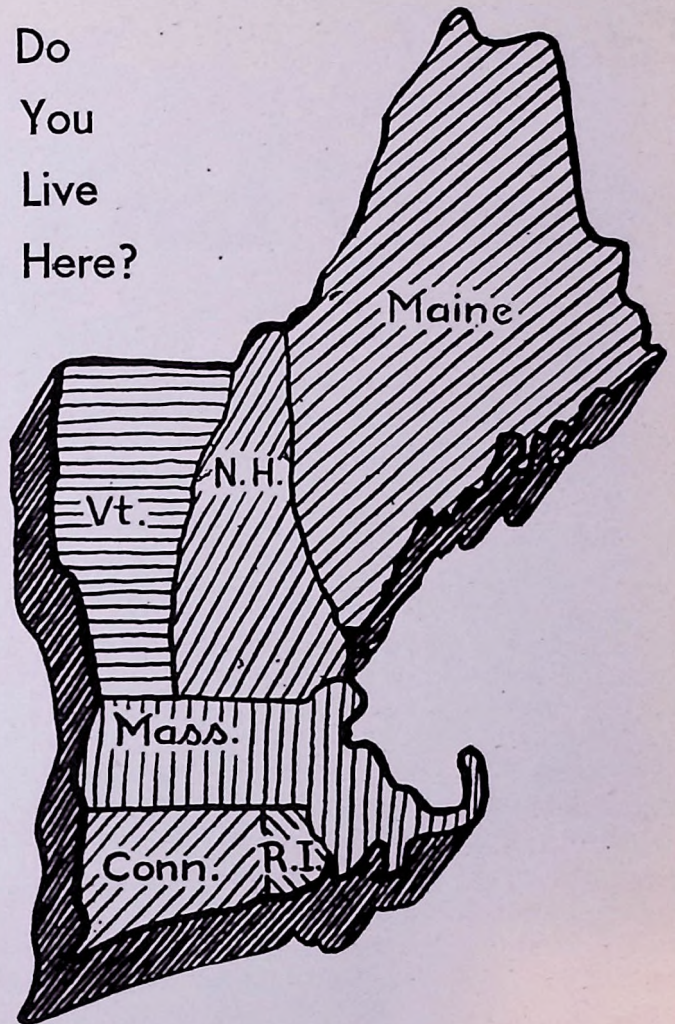 Do
You
Live
Here?
Maine
N.H.
Vt.
Mass.
Conn.
R.I.